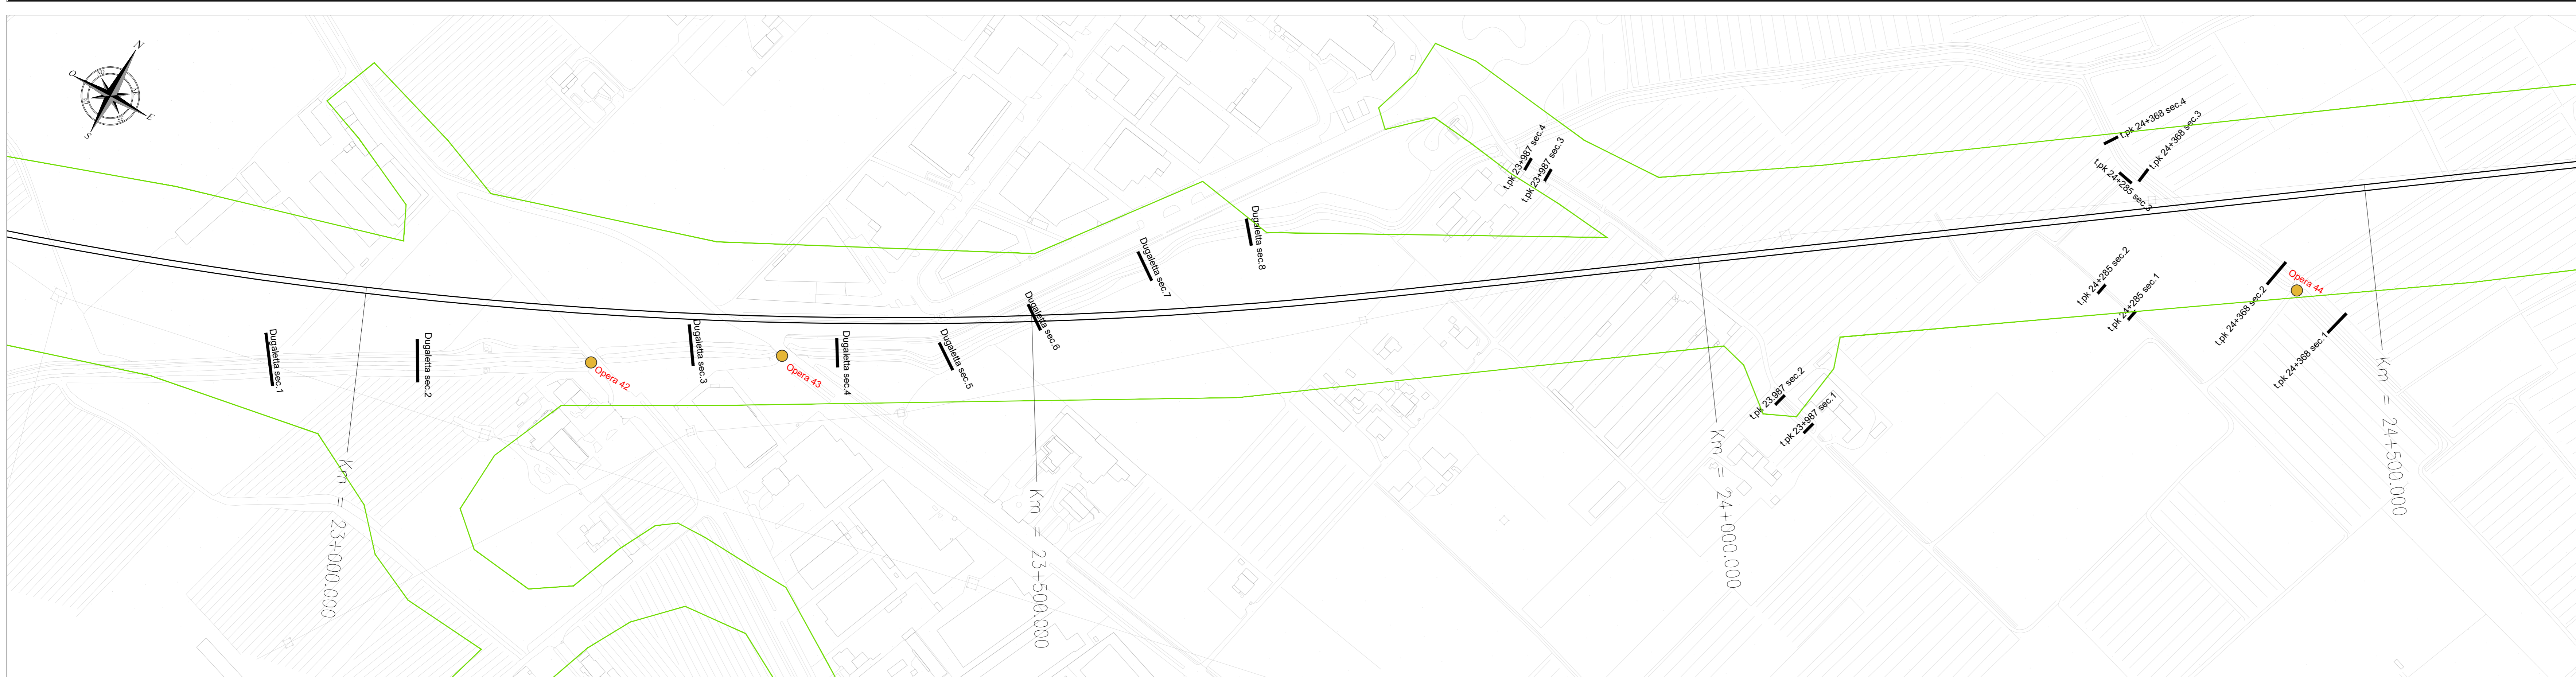 N
O
E
S
NO
NE
SO
SE
Dugaletta sec.1
Km = 23+000.000
Dugaletta sec.2
Opera 42
Dugaletta sec.3
Opera 43
Dugaletta sec.4
Dugaletta sec.5
Dugaletta sec.6
Km = 23+500.000
Dugaletta sec.7
Dugaletta sec.8
t.pk 23+987 sec.4
t.pk 23+987 sec.3
Km = 24+000.000
t.pk 23.987 sec.2
t.pk 23+987 sec.1
t.pk 24+368 sec.4
t.pk 24+368 sec.3
t.pk 24+285 sec.3
t.pk 24+285 sec.2
t.pk 24+285 sec.1
Opera 44
t.pk 24+368 sec.2
t.pk 24+368 sec.1
Km = 24+500.000